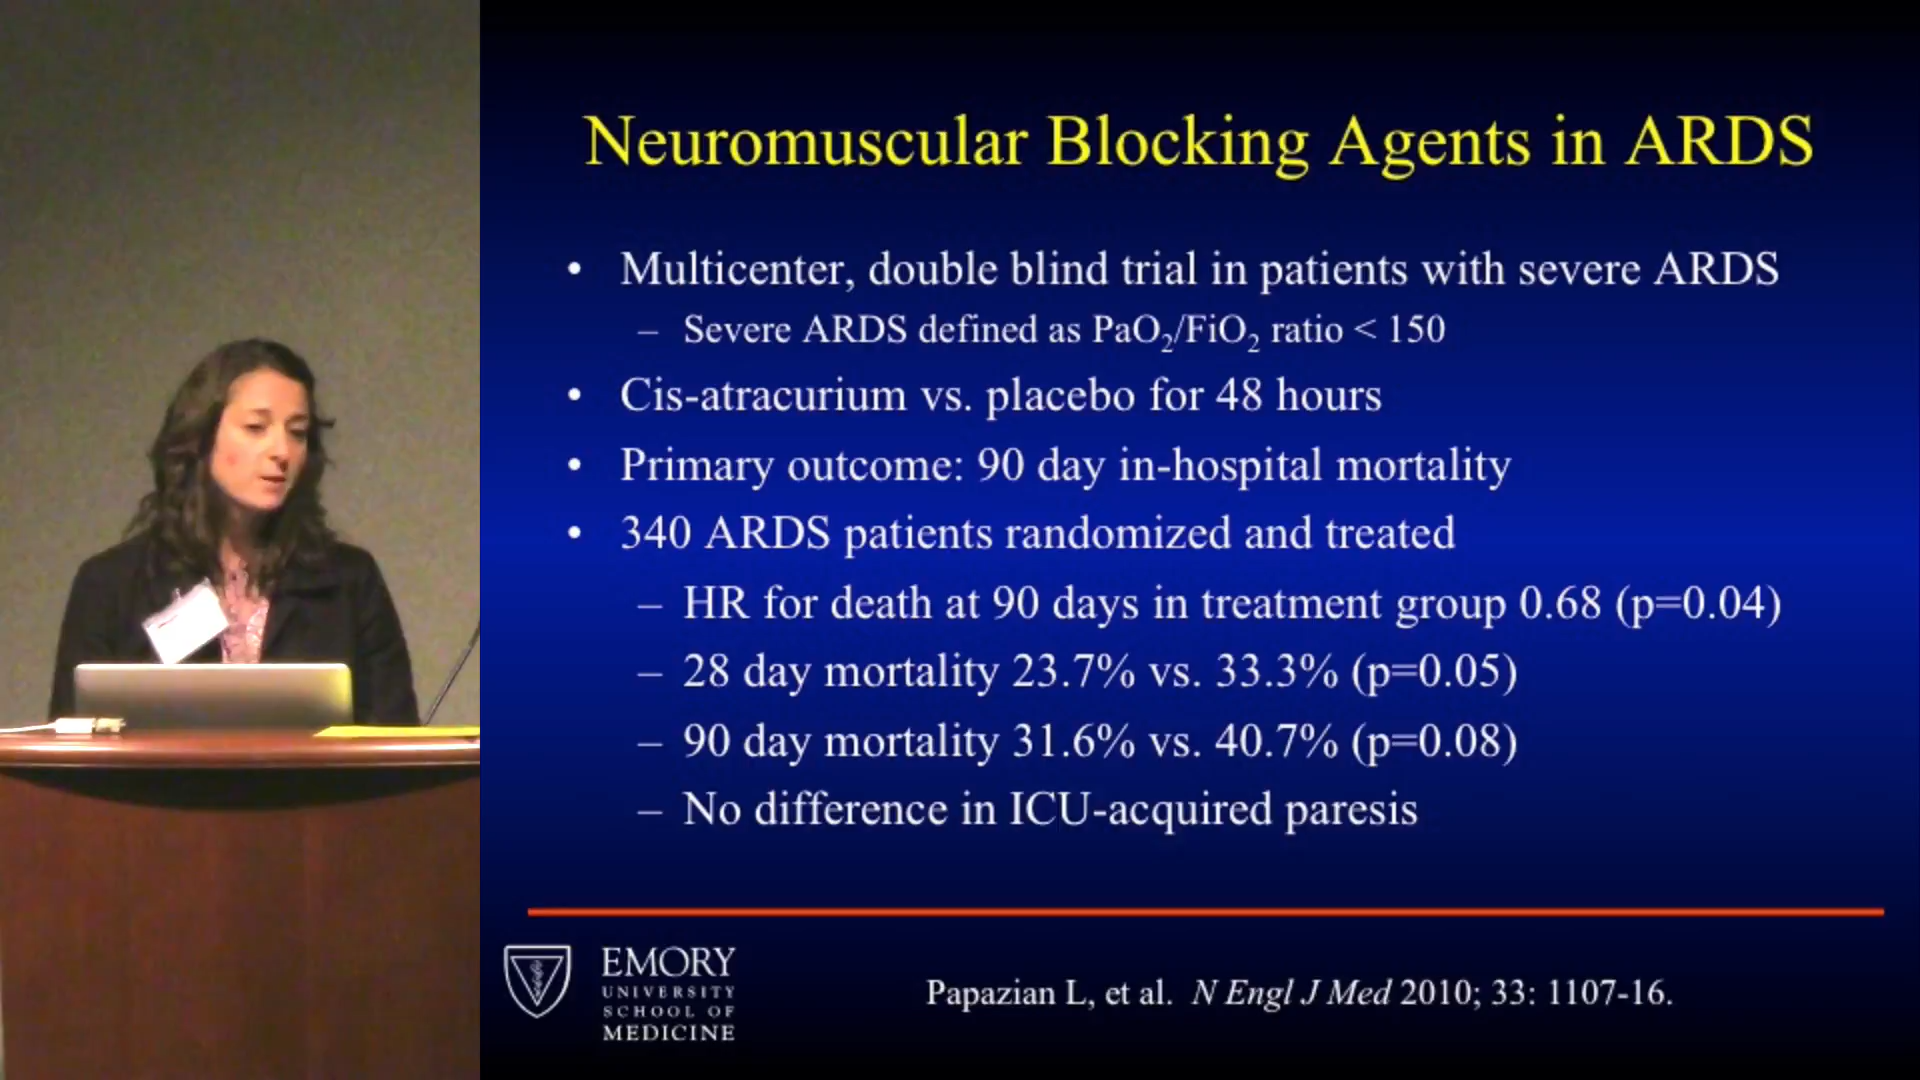 Neuromuscular Blocking Agents in ARDS
• Multicenter, double blind trial in patients with severe ARDS
– Severe ARDS defined as PaO₂/FiO₂ ratio < 150
• Cis-atracurium vs. placebo for 48 hours
• Primary outcome: 90 day in-hospital mortality
• 340 ARDS patients randomized and treated
– HR for death at 90 days in treatment group 0.68 (p=0.04)
– 28 day mortality 23.7% vs. 33.3% (p=0.05)
– 90 day mortality 31.6% vs. 40.7% (p=0.08)
– No difference in ICU-acquired paresis
EMORY
UNIVERSITY
SCHOOL OF
MEDICINE
Papazian L, et al. N Engl J Med 2010; 33: 1107-16.